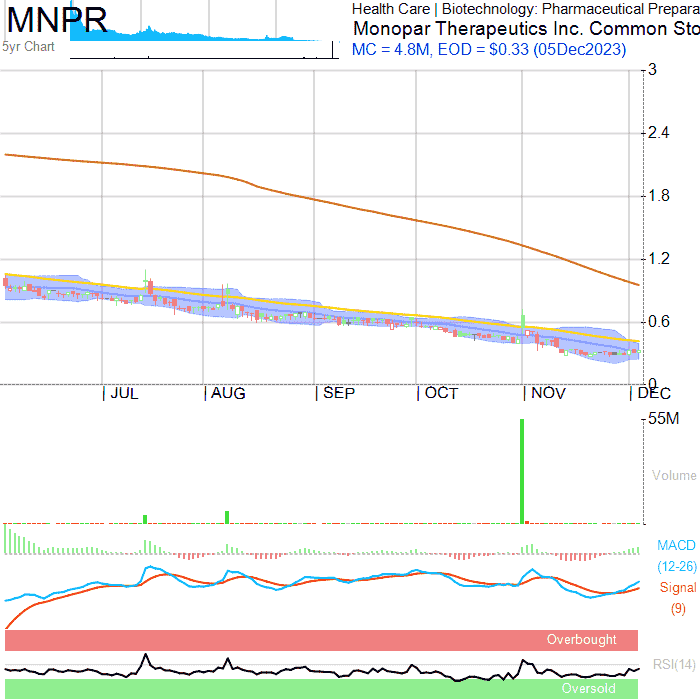 MNPR
5yr Chart
Health Care | Biotechnology: Pharmaceutical Prepara
Monopar Therapeutics Inc. Common Sto
MC = 4.8M, EOD = $0.33 (05Dec2023)
3
2.4
1.8
1.2
0.6
0
JUL
AUG
SEP
OCT
NOV
DEC
55M
Volume
MACD
(12-26)
Signal
(9)
Overbought
RSI(14)
Oversold